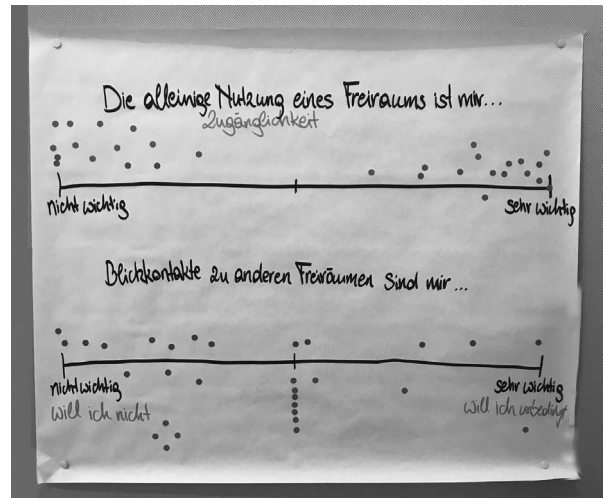 Die alleinige Nutzung eines Freiraums ist mir...
Zugänglichkeit
nicht wichtig
sehr wichtig
Blickkontakte zu anderen Freiräumen sind mir...
nicht wichtig
sehr wichtig
will ich nicht
will ich unbedingt